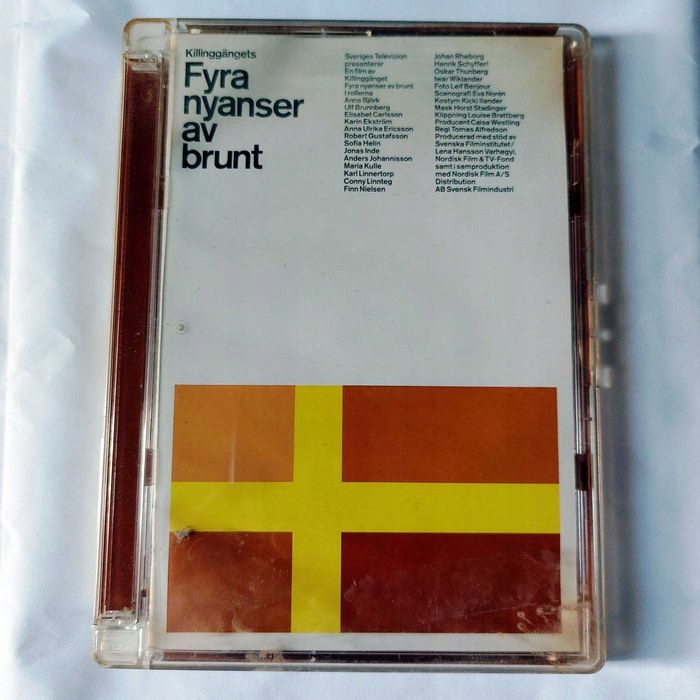 Killinggängets
Fyra
nyanser
av
brunt
Sveriges Television
presenterar
En film av
Killinggänget
Fyra nyanser av brunt
I rollerna
Anna Björk
Ulf Brunnberg
Elisabet Carlsson
Karin Ekström
Anna Ulrika Ericsson
Robert Gustafsson
Sofia Helin
Jonas Inde
Anders Johannisson
Maria Kulle
Karl Linnertorp
Conny Linnteg
Finn Nielsen
Johan Rheborg
Henrik Schyffert
Oskar Thunberg
Iwar Wiklander
Foto Leif Benjour
Scenografi Eva Norén
Kostym Kicki Ilander
Mask Horst Stadinger
Klippning Louise Brattberg
Producent Caisa Westling
Regi Tomas Alfredson
Producerad med stöd av
Svenska Filminstitutet/
Lena Hansson Varhegyi,
Nordisk Film & TV-Fond
samt i samproduktion
med Nordisk Film A/S
Distribution
AB Svensk Filmindustri